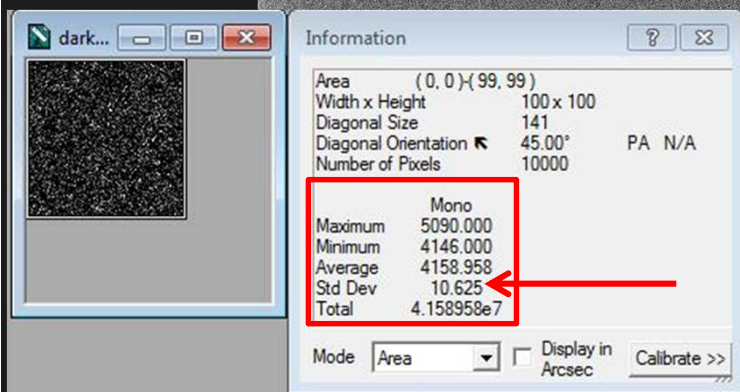 dark...
Information
Area ( 0, 0 )-( 99, 99 )
Width x Height 100 x 100
Diagonal Size 141
Diagonal Orientation 45.00° PA N/A
Number of Pixels 10000
Mono
Maximum 5090.000
Minimum 4146.000
Average 4158.958
Std Dev 10.625
Total 4.158958e7
Mode Area Display in
Arcsec Calibrate >>